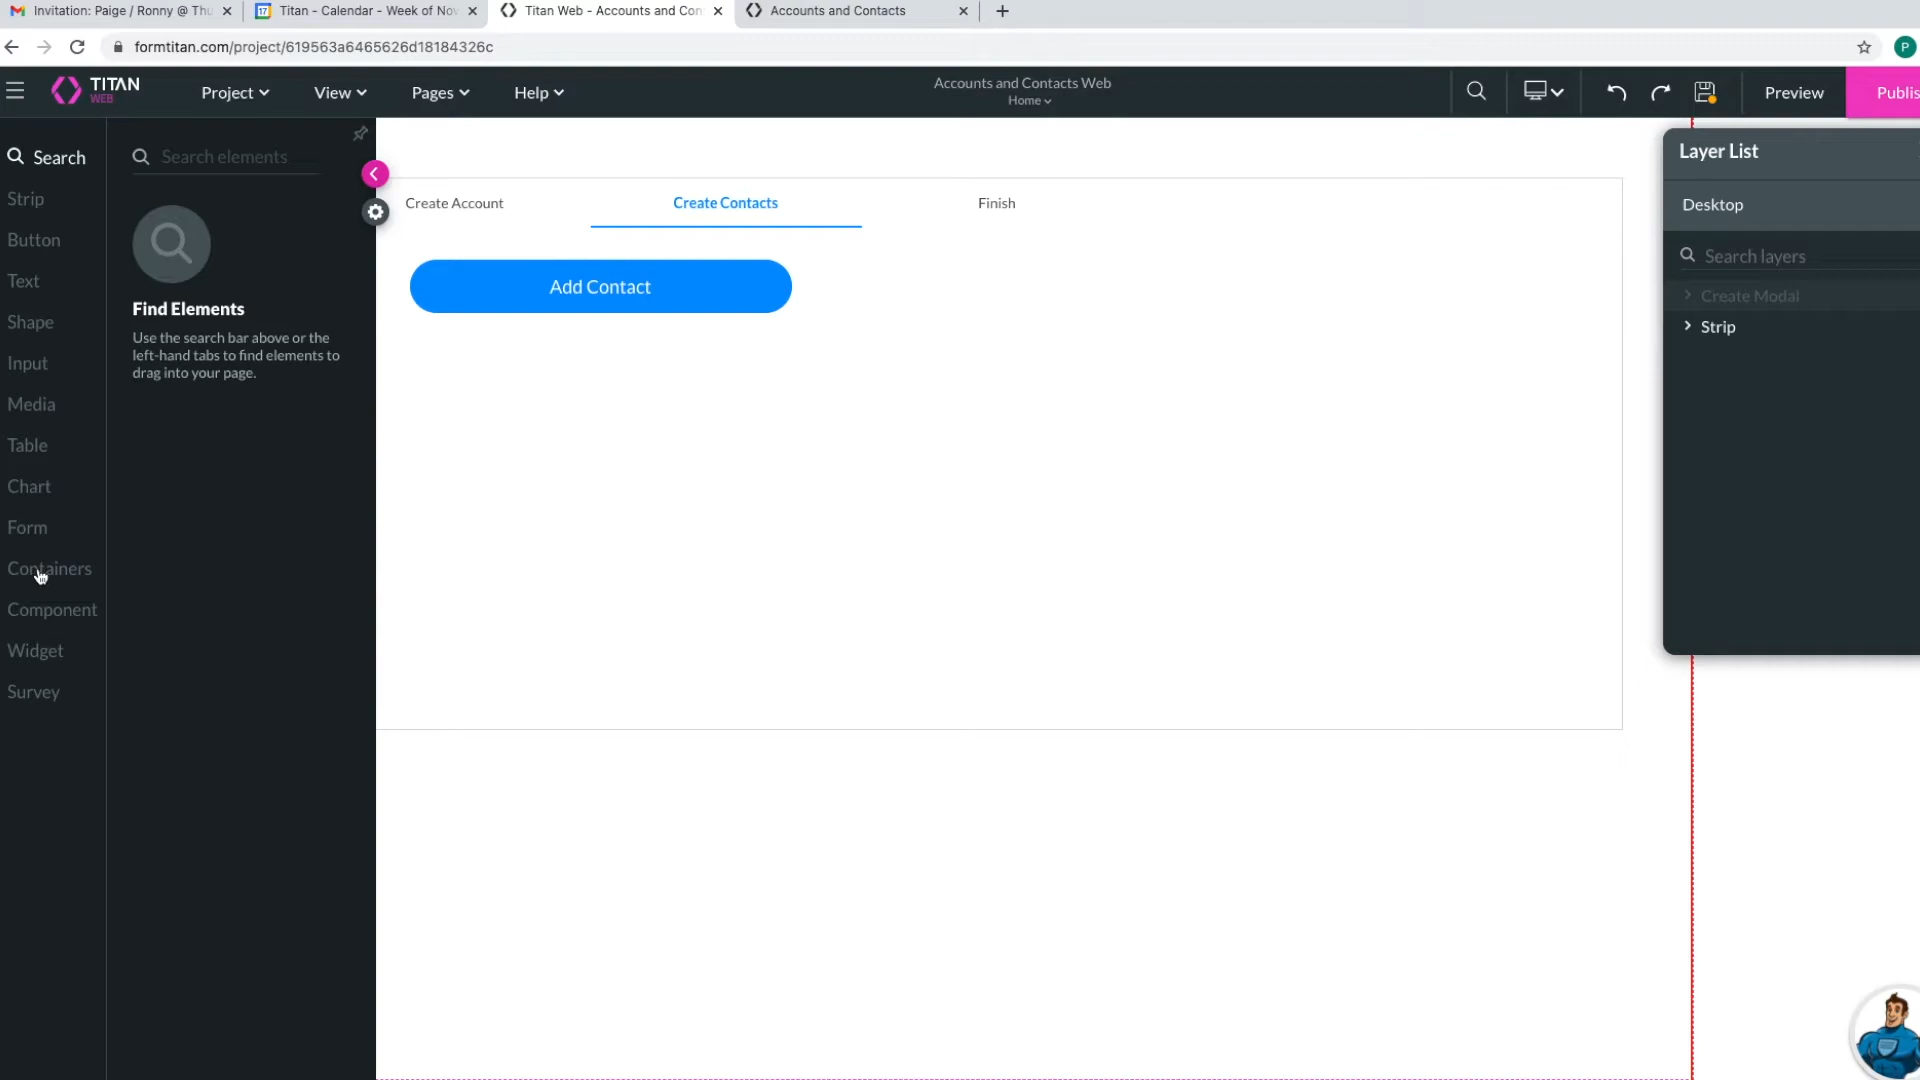 Invitation: Paige / Ronny @ Thu
17 Titan - Calendar - Week of Nov
Titan Web - Accounts and Con
Accounts and Contacts
formtitan.com/project/619563a6465626d18184326c
P
TITAN
WEB
Project
View
Pages
Help
Accounts and Contacts Web
Home
Preview
Publis
Search
Strip
Button
Text
Shape
Input
Media
Table
Chart
Form
Containers
Component
Widget
Survey
Search elements
Find Elements
Use the search bar above or the
left-hand tabs to find elements to
drag into your page.
Create Account
Create Contacts
Finish
Add Contact
Layer List
Desktop
Search layers
Create Modal
Strip